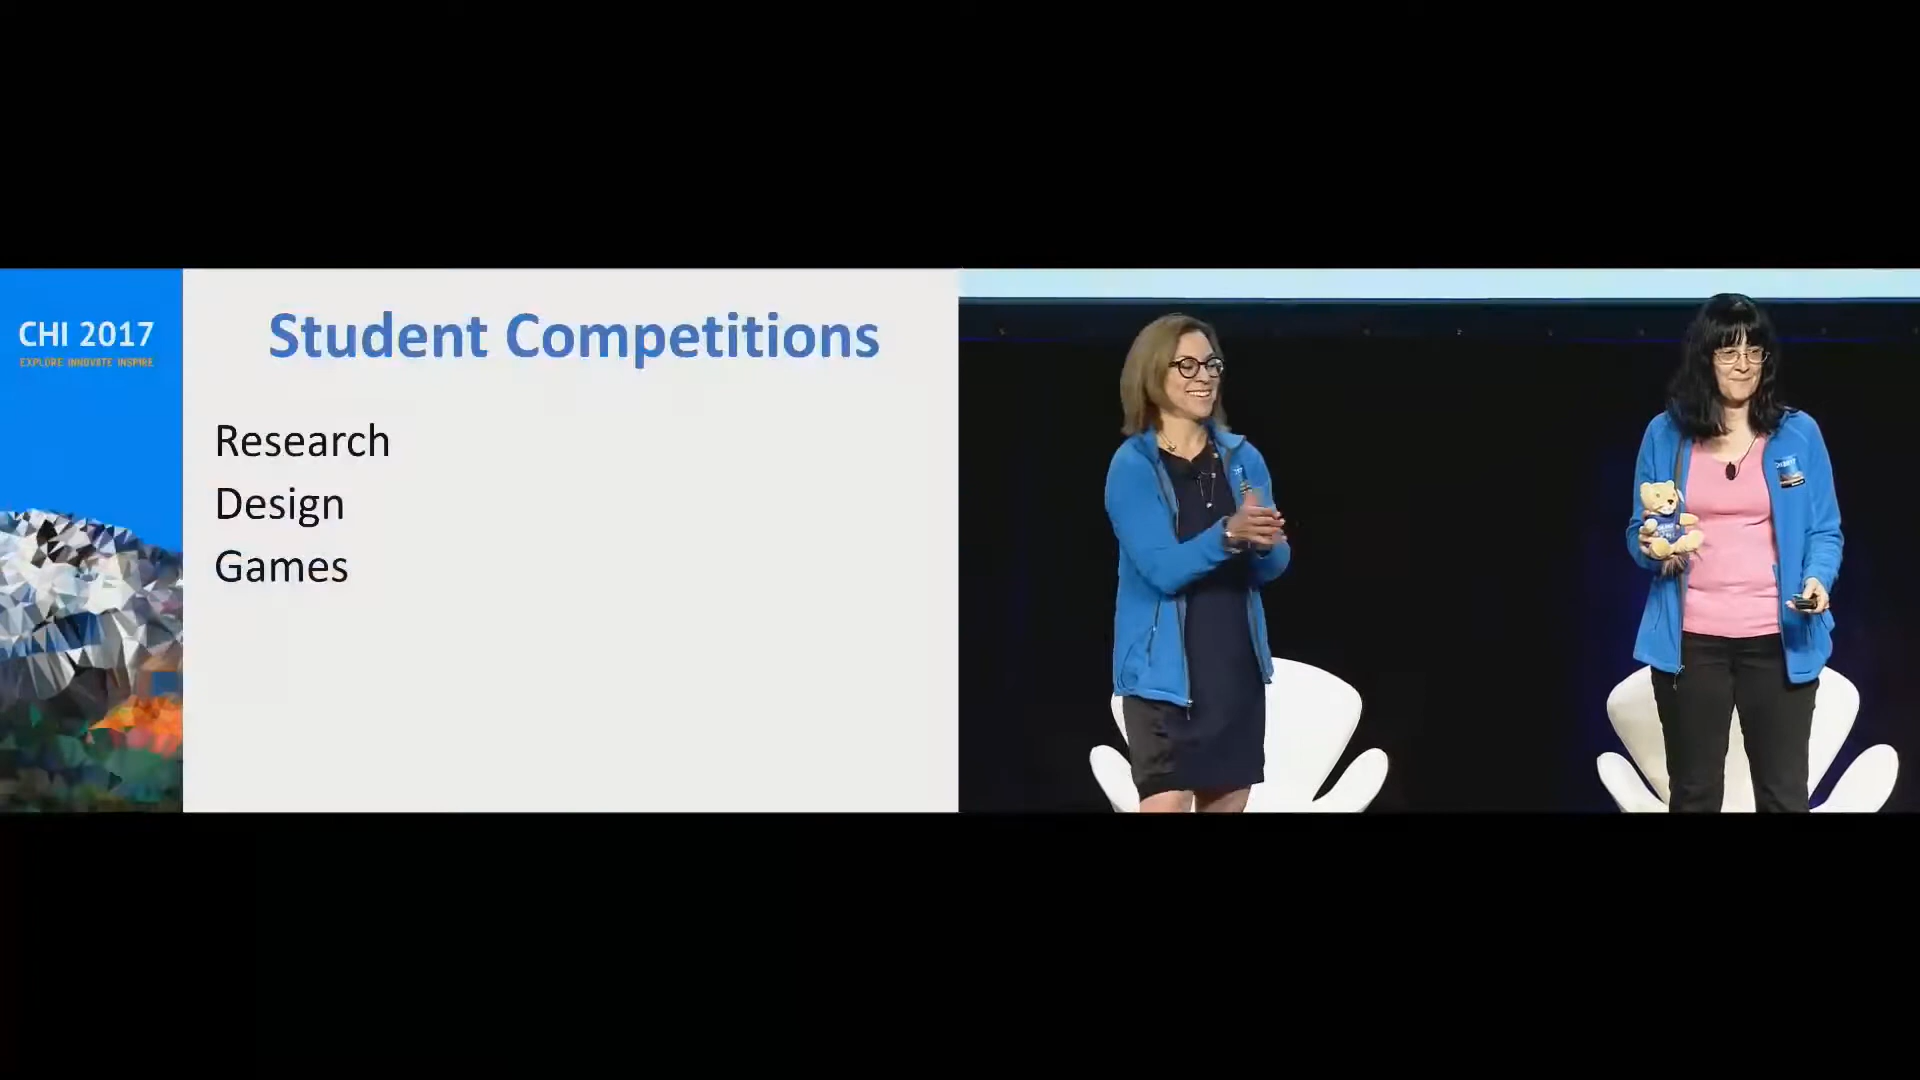 CHI 2017
EXPLORE INNOVATE INSPIRE
Student Competitions
Research
Design
Games